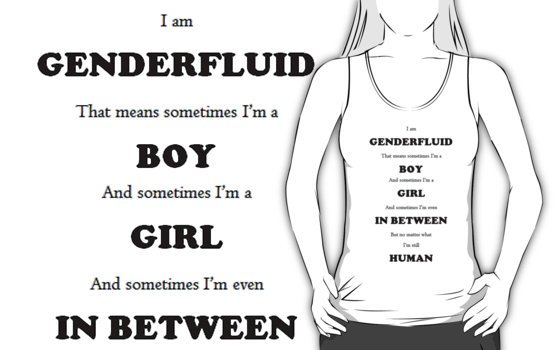 I am
GENDERFLUID
That means sometimes I'm a
BOY
And sometimes I'm a
GIRL
And sometimes I'm even
IN BETWEEN
I am
GENDERFLUID
That means sometimes I'm a
BOY
And sometimes I'm a
GIRL
And sometimes I'm even
IN BETWEEN
But no matter what
I'm still
HUMAN